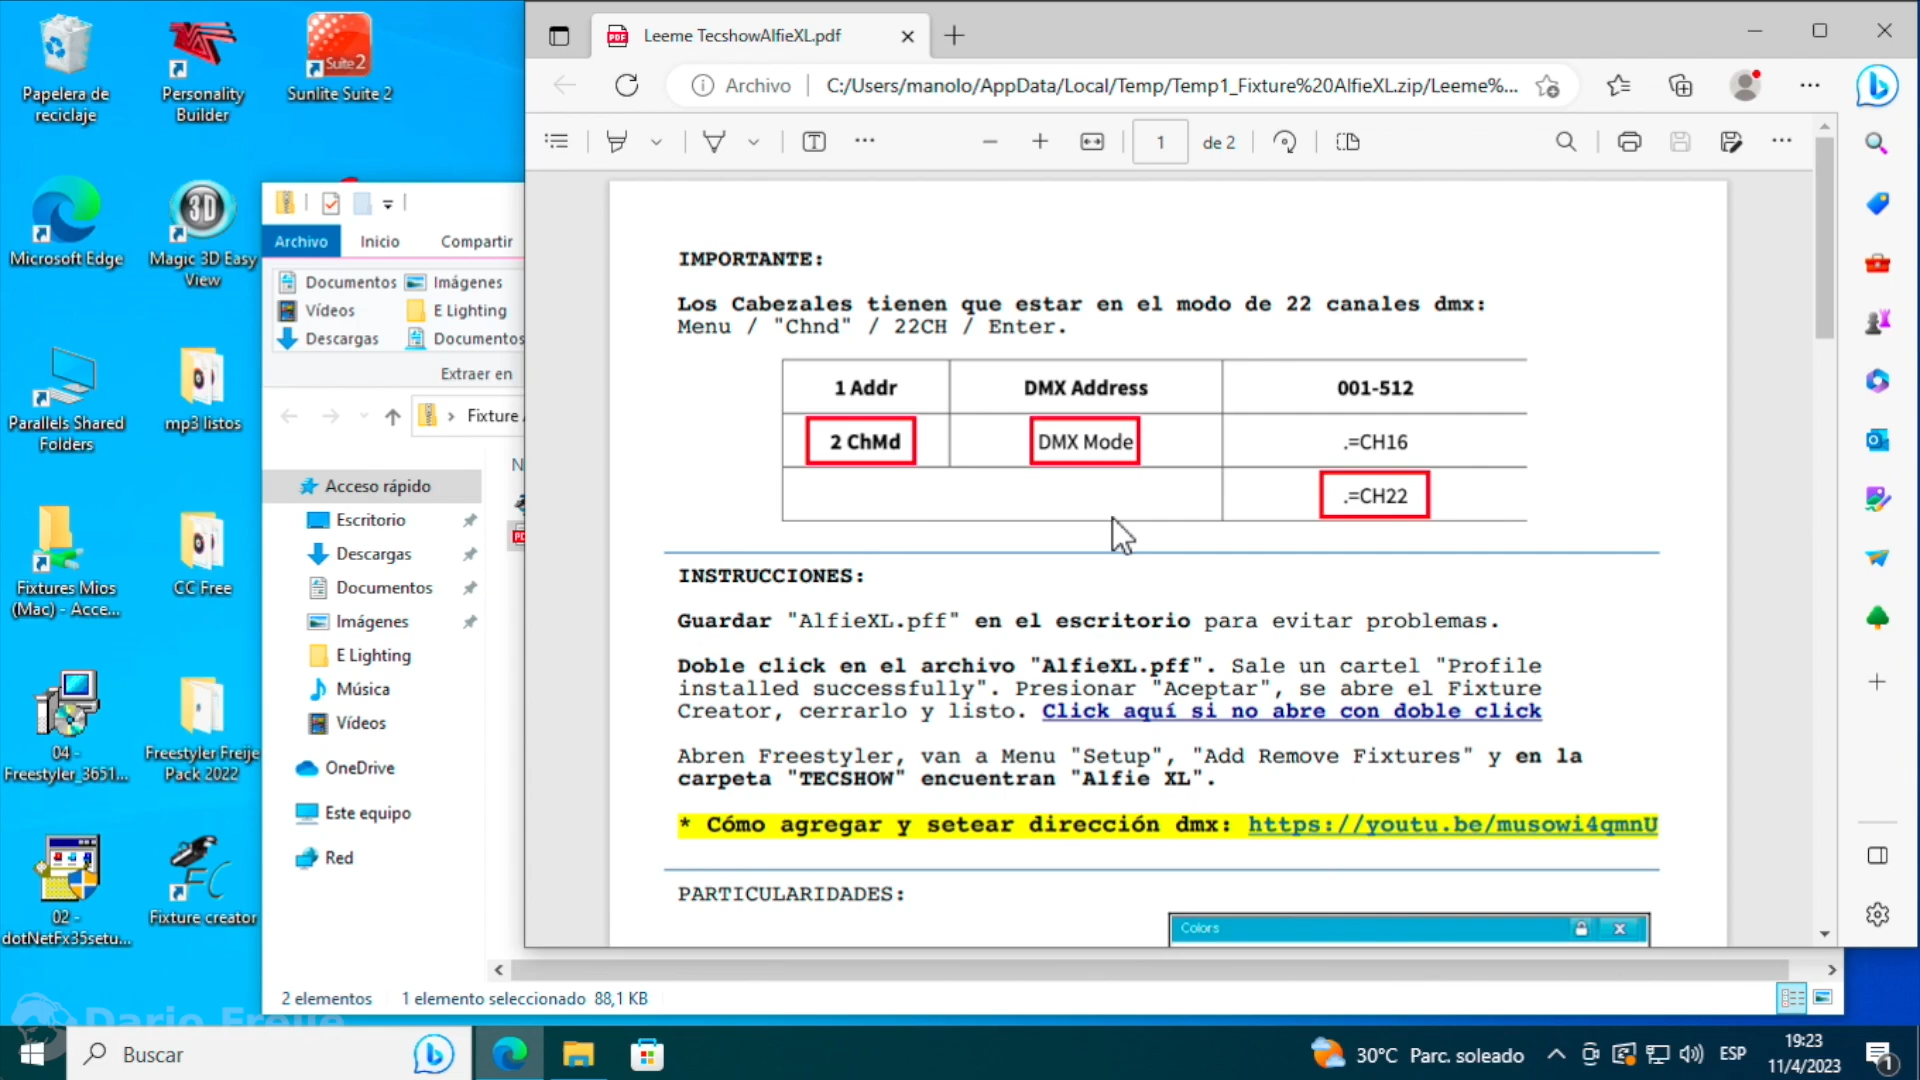 Papelera de
reciclaje
Personality
Builder
Suite2
Sunlite Suite 2
Microsoft Edge
3D
Magic 3D Easy
View
Parallels Shared
Folders
mp3 listos
Fixtures Mios
(Mac) - Acce...
CC Free
04 -
Freestyler_3651...
Freestyler Freije
Pack 2022
02 -
dotNetFx35setu...
FC
Fixture creator
Dario Freije
Archivo
Inicio
Compartir
Documentos
Imágenes
Vídeos
E Lighting
Descargas
Documentos
Extraer en
Fixture
Acceso rápido
Escritorio
Descargas
Documentos
Imágenes
E Lighting
Música
Vídeos
OneDrive
Este equipo
Red
2 elementos
1 elemento seleccionado 88,1 KB
PDF
Leeme TecshowAlfieXL.pdf
Archivo
C:/Users/manolo/AppData/Local/Temp/Temp1_Fixture%20AlfieXL.zip/Leeme%...
1
de 2
IMPORTANTE:
Los Cabezales tienen que estar en el modo de 22 canales dmx:
Menu / "Chnd" / 22CH / Enter.
1 Addr DMX Address 001-512
2 ChMd DMX Mode .=CH16
.=CH22
INSTRUCCIONES:
Guardar "AlfieXL.pff" en el escritorio para evitar problemas.
Doble click en el archivo "AlfieXL.pff". Sale un cartel "Profile
installed successfully". Presionar "Aceptar", se abre el Fixture
Creator, cerrarlo y listo. Click aquí si no abre con doble click
Abren Freestyler, van a Menu "Setup", "Add Remove Fixtures" y en la
carpeta "TECSHOW" encuentran "Alfie XL".
* Cómo agregar y setear dirección dmx: https://youtu.be/musowi4qmnU
PARTICULARIDADES:
Colors
Buscar
30°C Parc. soleado
ESP
19:23
11/4/2023
1